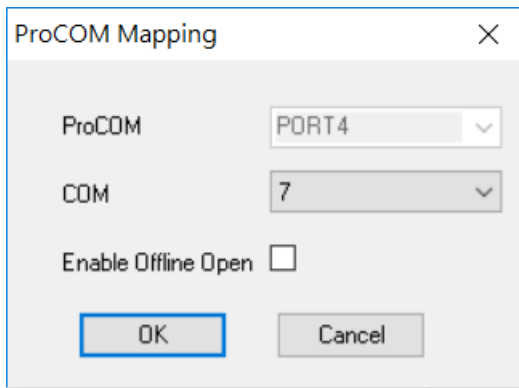 ProCOM Mapping
ProCOM PORT4
COM 7
Enable Offline Open
OK Cancel